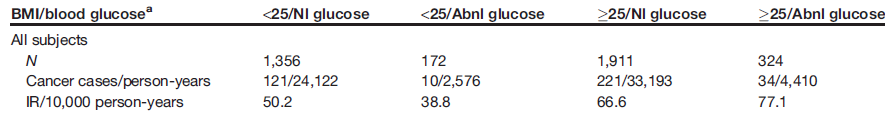 BMI/blood glucoseᵃ <25/Nl glucose <25/Abnl glucose ≥25/Nl glucose ≥25/Abnl glucose
All subjects
N 1,356 172 1,911 324
Cancer cases/person-years 121/24,122 10/2,576 221/33,193 34/4,410
IR/10,000 person-years 50.2 38.8 66.6 77.1